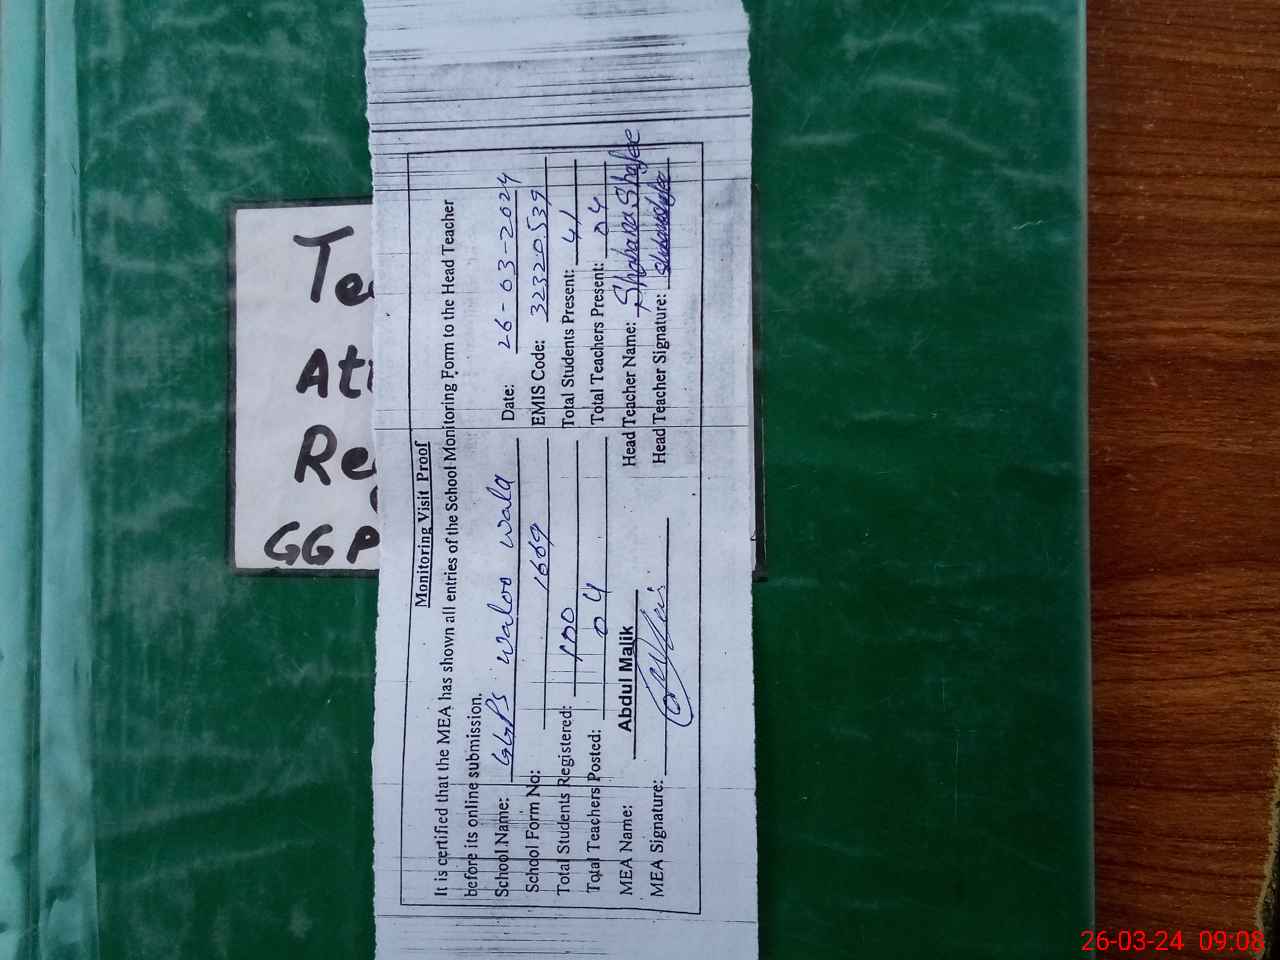 Monitoring Visit Proof
It is certified that the MEA has shown all entries of the School Monitoring Form to the Head Teacher
before its online submission.
School Name: GGPS Waloo Wala Date: 26-03-2024
School Form No: 1669 EMIS Code: 32320539
Total Students Registered: 100 Total Students Present: 41
Total Teachers Posted: 04 Total Teachers Present: 04
MEA Name: Abdul Malik Head Teacher Name: Shabana Shafee
MEA Signature: Head Teacher Signature:
Te
Att
Re
GGP
26-03-24 09:08